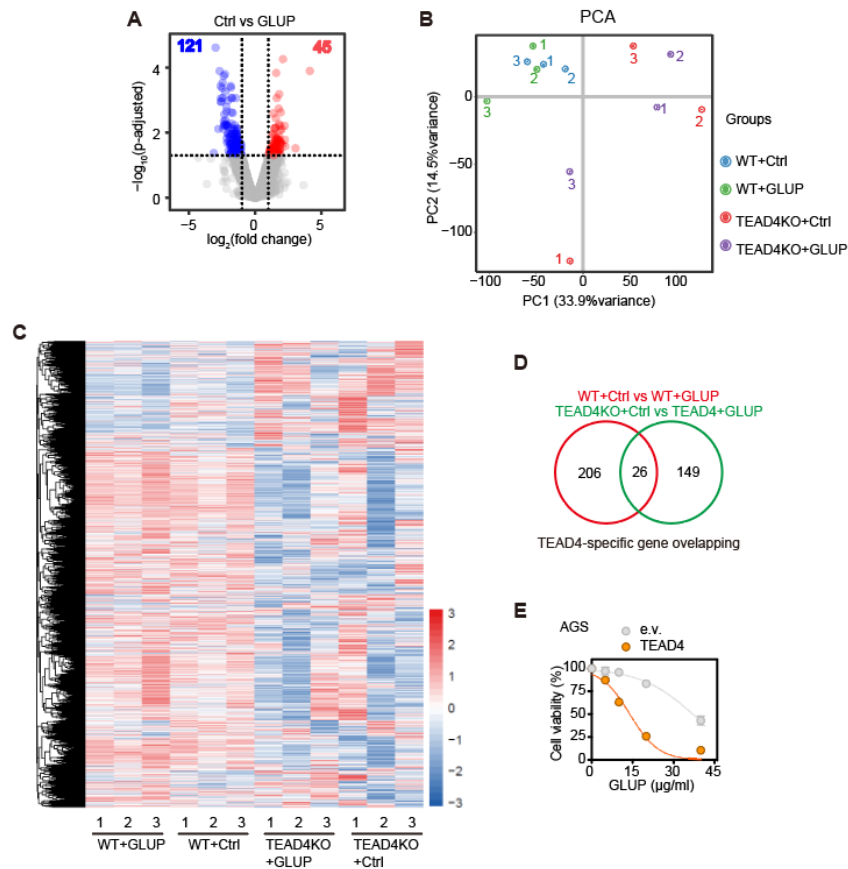 A
Ctrl vs GLUP
121
45
4
2
0
−5
0
5
−log10(p-adjusted)
log2(fold change)
B
PCA
1
3
1
2
2
3
3
2
1
2
3
1
0
−50
−100
−100
−50
0
50
100
PC2 (14.5%variance)
PC1 (33.9%variance)
Groups
WT+Ctrl
WT+GLUP
TEAD4KO+Ctrl
TEAD4KO+GLUP
C
3
2
1
0
−1
−2
−3
1 2 3 1 2 3 1 2 3 1 2 3
WT+GLUP
WT+Ctrl
TEAD4KO
+GLUP
TEAD4KO
+Ctrl
D
WT+Ctrl vs WT+GLUP
TEAD4KO+Ctrl vs TEAD4+GLUP
206
26
149
TEAD4-specific gene overlapping
E
AGS
e.v.
TEAD4
100
75
50
25
0
0 15 30 45
Cell viability (%)
GLUP (μg/ml)